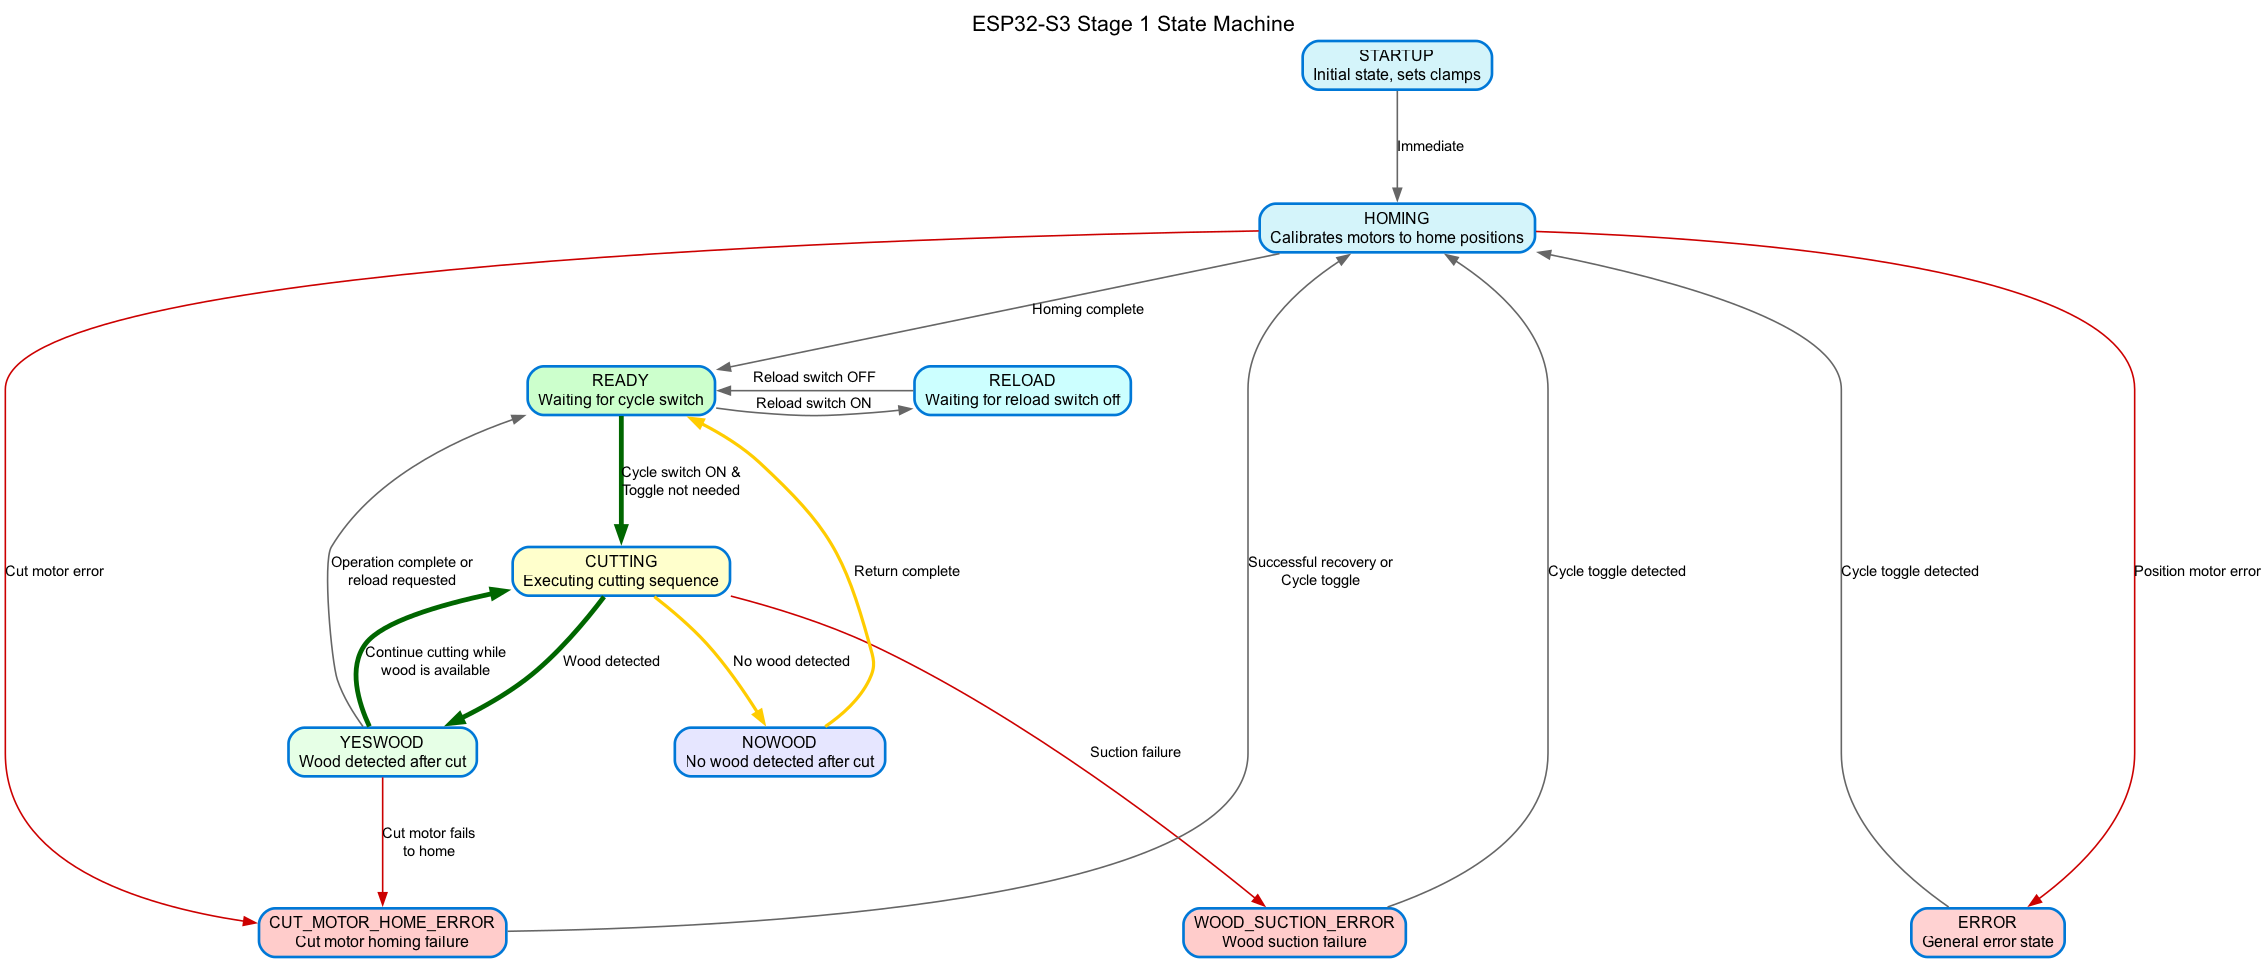 ESP32-S3 Stage 1 State Machine
STARTUP
Initial state, sets clamps
Immediate
HOMING
Calibrates motors to home positions
Homing complete
READY
Waiting for cycle switch
Reload switch OFF
Reload switch ON
RELOAD
Waiting for reload switch off
Cycle switch ON &
Toggle not needed
Cut motor error
Operation complete or
reload requested
CUTTING
Executing cutting sequence
Return complete
Successful recovery or
Cycle toggle
Cycle toggle detected
Cycle toggle detected
Position motor error
Continue cutting while
wood is available
Wood detected
No wood detected
YESWOOD
Wood detected after cut
NOWOOD
No wood detected after cut
Suction failure
Cut motor fails
to home
CUT_MOTOR_HOME_ERROR
Cut motor homing failure
WOOD_SUCTION_ERROR
Wood suction failure
ERROR
General error state